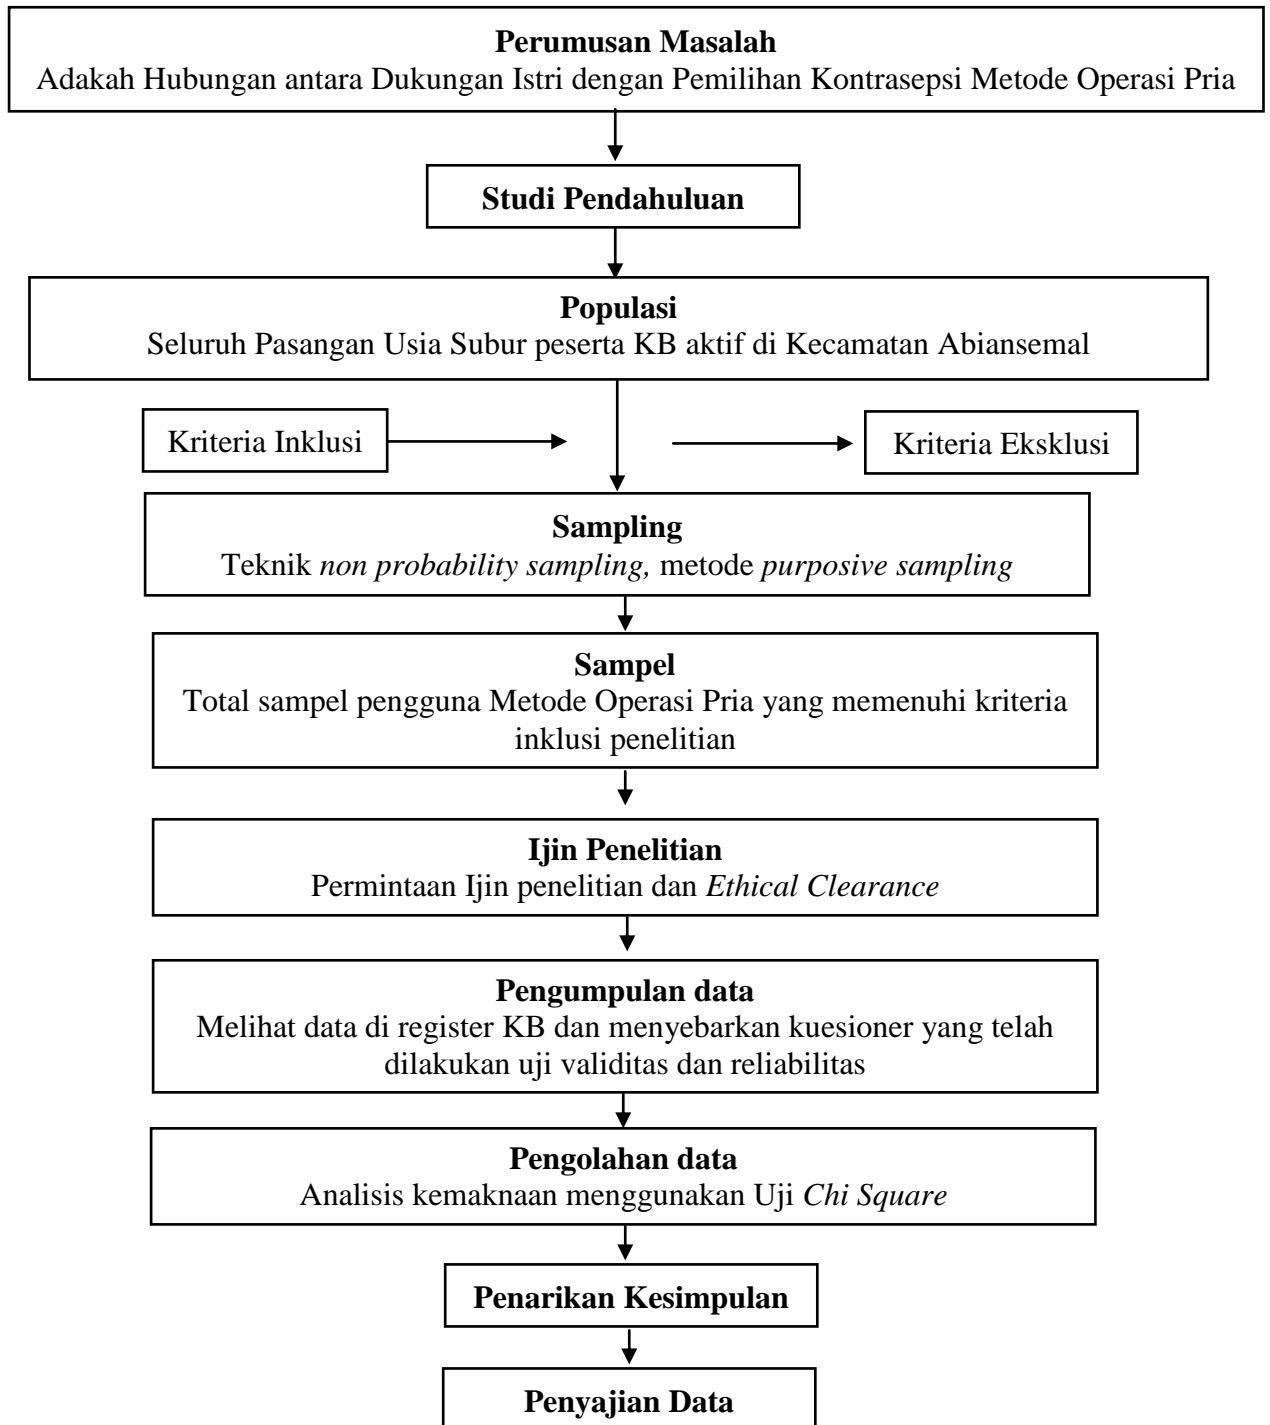 Perumusan Masalah
Adakah Hubungan antara Dukungan Istri dengan Pemilihan Kontrasepsi Metode Operasi Pria
Studi Pendahuluan
Populasi
Seluruh Pasangan Usia Subur peserta KB aktif di Kecamatan Abiansemal
Kriteria Inklusi
Kriteria Eksklusi
Sampling
Teknik non probability sampling, metode purposive sampling
Sampel
Total sampel pengguna Metode Operasi Pria yang memenuhi kriteria
inklusi penelitian
Ijin Penelitian
Permintaan Ijin penelitian dan Ethical Clearance
Pengumpulan data
Melihat data di register KB dan menyebarkan kuesioner yang telah
dilakukan uji validitas dan reliabilitas
Pengolahan data
Analisis kemaknaan menggunakan Uji Chi Square
Penarikan Kesimpulan
Penyajian Data